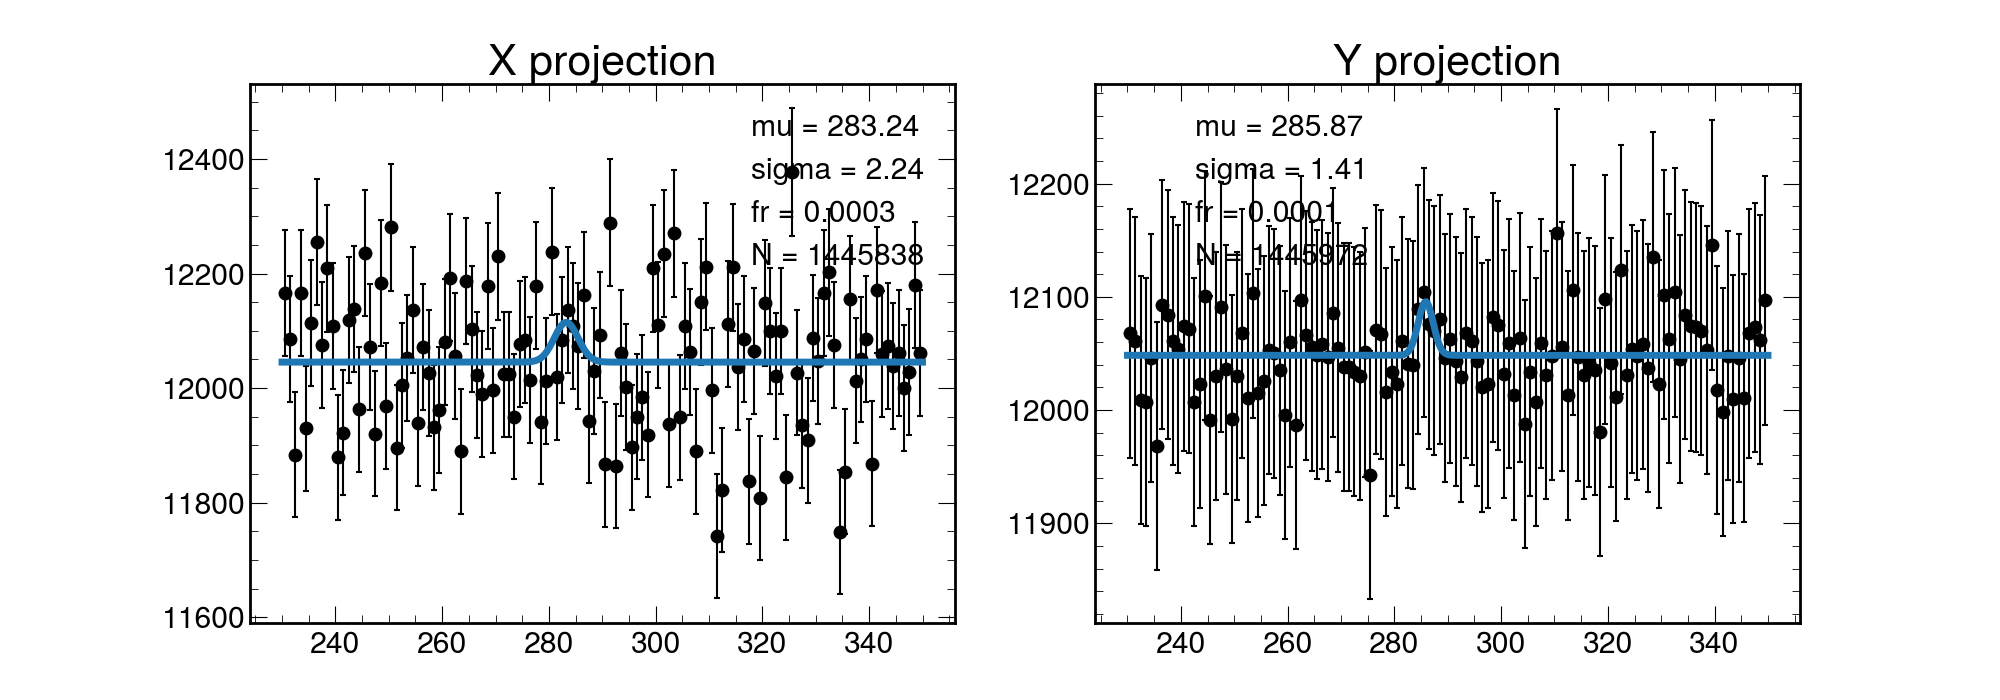 X projection
mu = 283.24
sigma = 2.24
fr = 0.0003
N = 1445838
12400
12200
12000
11800
11600
240 260 280 300 320 340
Y projection
mu = 285.87
sigma = 1.41
fr = 0.0001
N = 1445972
12200
12100
12000
11900
240 260 280 300 320 340